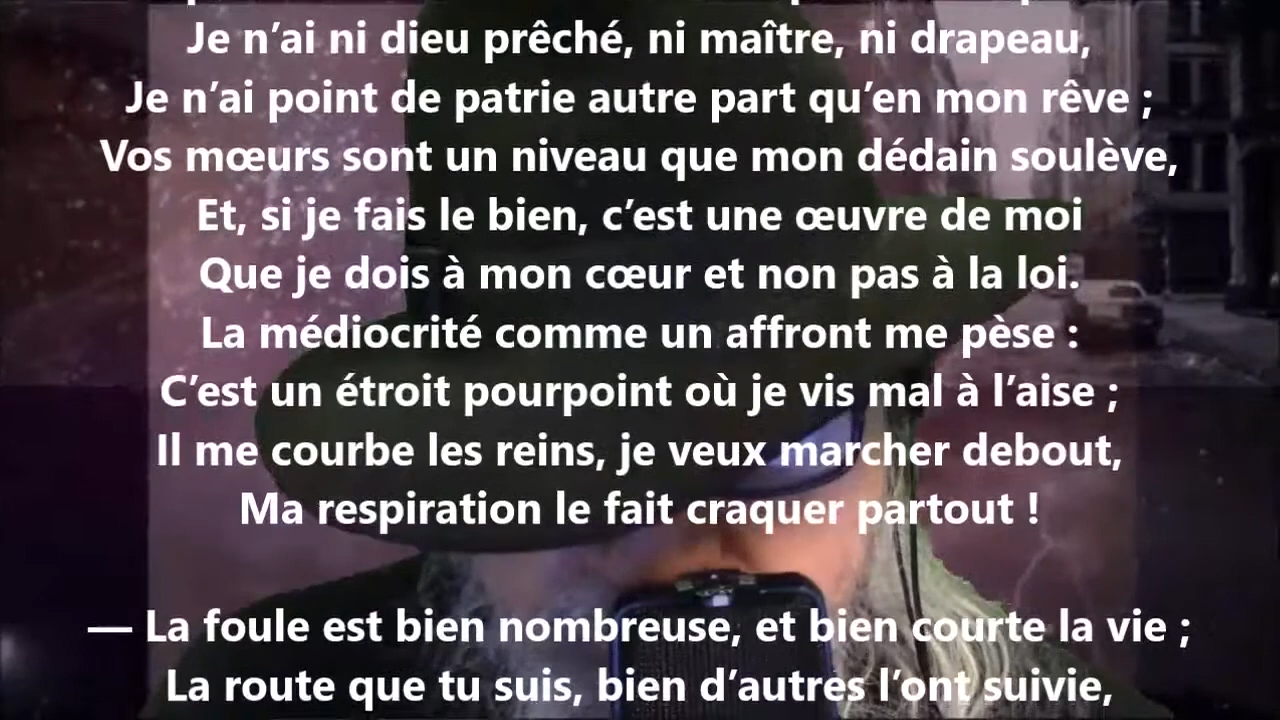 Je n’ai ni dieu prêché, ni maître, ni drapeau,
Je n’ai point de patrie autre part qu’en mon rêve ;
Vos mœurs sont un niveau que mon dédain soulève,
Et, si je fais le bien, c’est une œuvre de moi
Que je dois à mon cœur et non pas à la loi.
La médiocrité comme un affront me pèse :
C’est un étroit pourpoint où je vis mal à l’aise ;
Il me courbe les reins, je veux marcher debout,
Ma respiration le fait craquer partout !
— La foule est bien nombreuse, et bien courte la vie ;
La route que tu suis, bien d’autres l’ont suivie,